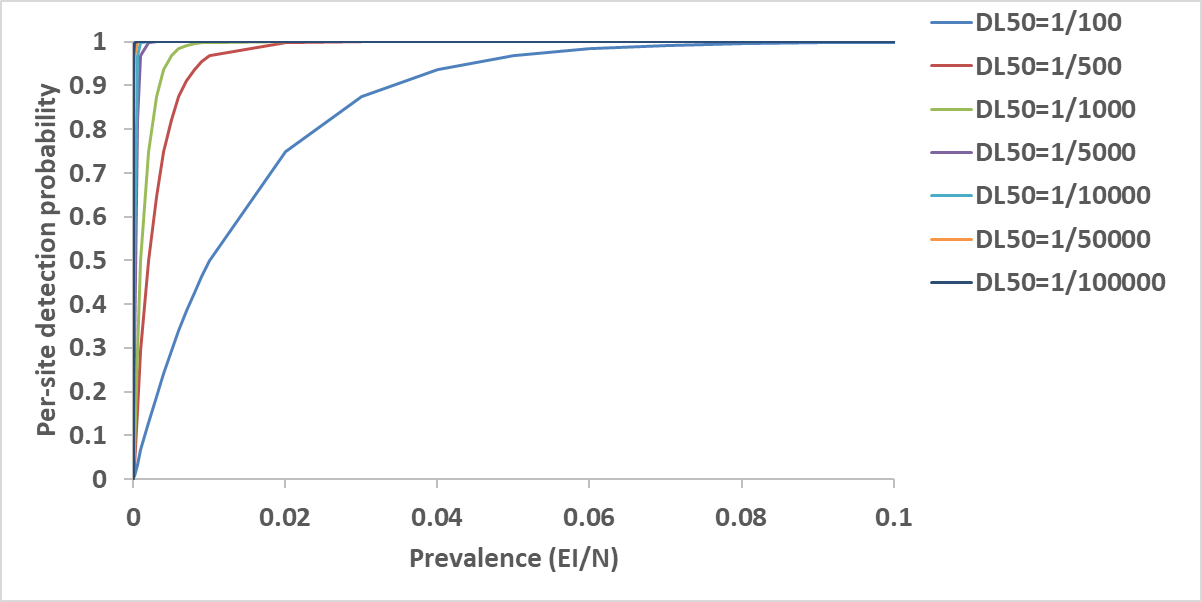 DL50=1/100
DL50=1/500
DL50=1/1000
DL50=1/5000
DL50=1/10000
DL50=1/50000
DL50=1/100000
Per-site detection probability
1
0.9
0.8
0.7
0.6
0.5
0.4
0.3
0.2
0.1
0
0 0.02 0.04 0.06 0.08 0.1
Prevalence (EI/N)